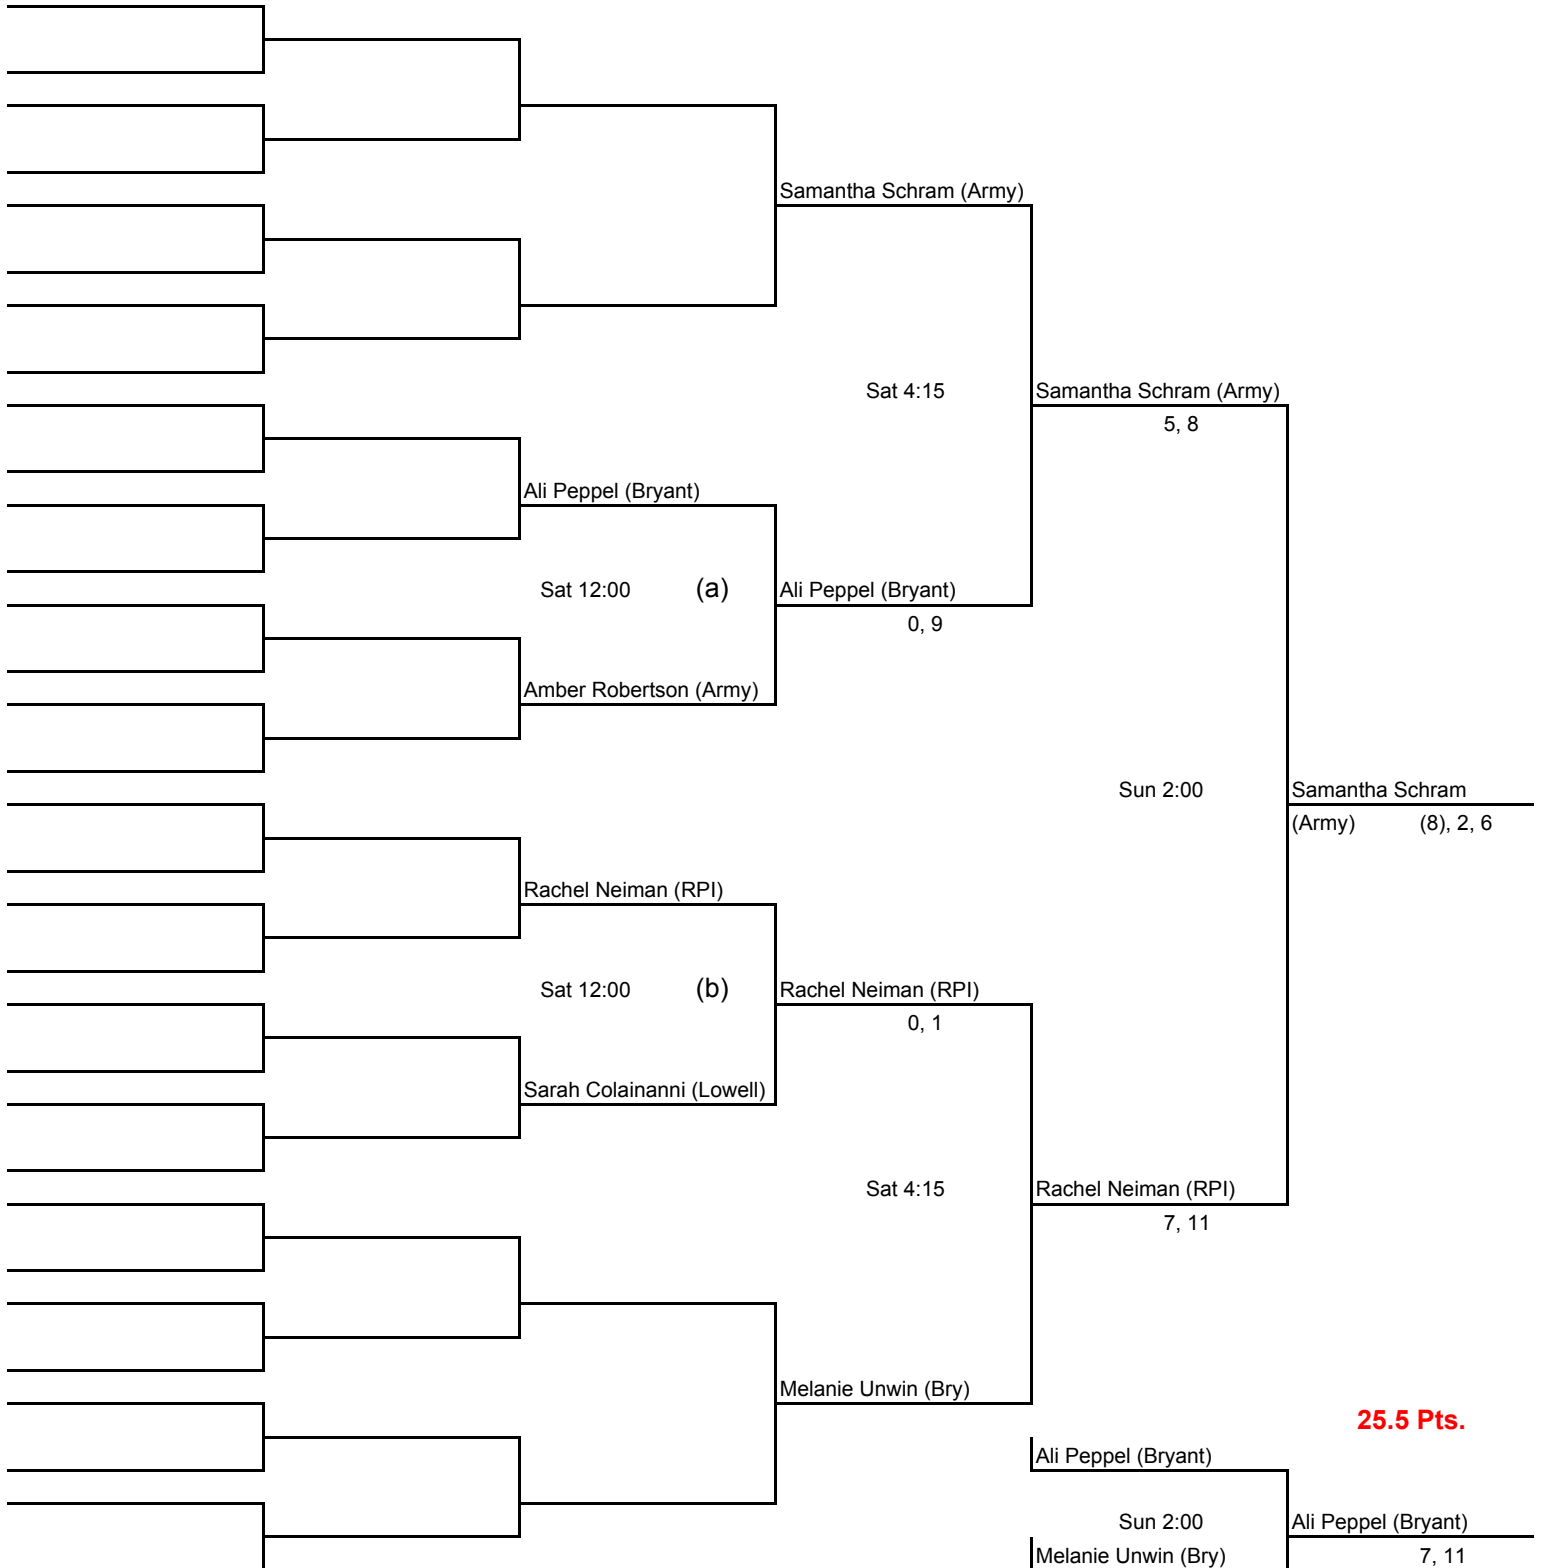 Samantha Schram (Army)
Sat 4:15
Samantha Schram (Army)
5, 8
Ali Peppel (Bryant)
Sat 12:00 (a)
Ali Peppel (Bryant)
0, 9
Amber Robertson (Army)
Sun 2:00
Samantha Schram
(Army) (8), 2, 6
Rachel Neiman (RPI)
Sat 12:00 (b)
Rachel Neiman (RPI)
0, 1
Sarah Colainanni (Lowell)
Sat 4:15
Rachel Neiman (RPI)
7, 11
Melanie Unwin (Bry)
25.5 Pts.
Ali Peppel (Bryant)
Sun 2:00
Ali Peppel (Bryant)
Melanie Unwin (Bry)
7, 11